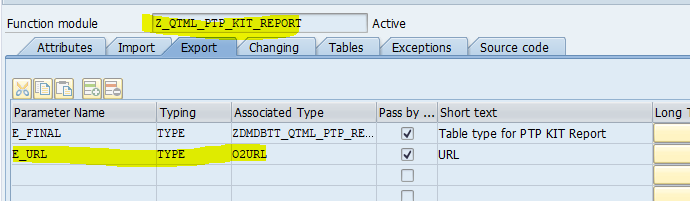 Function module Z_QTML_PTP_KIT_REPORT Active
Attributes Import Export Changing Tables Exceptions Source code
Parameter Name Typing Associated Type Pass by ... Short text Long T
E_FINAL TYPE ZDMDBTT_QTML_PTP_RE... Table type for PTP KIT Report
E_URL TYPE O2URL URL